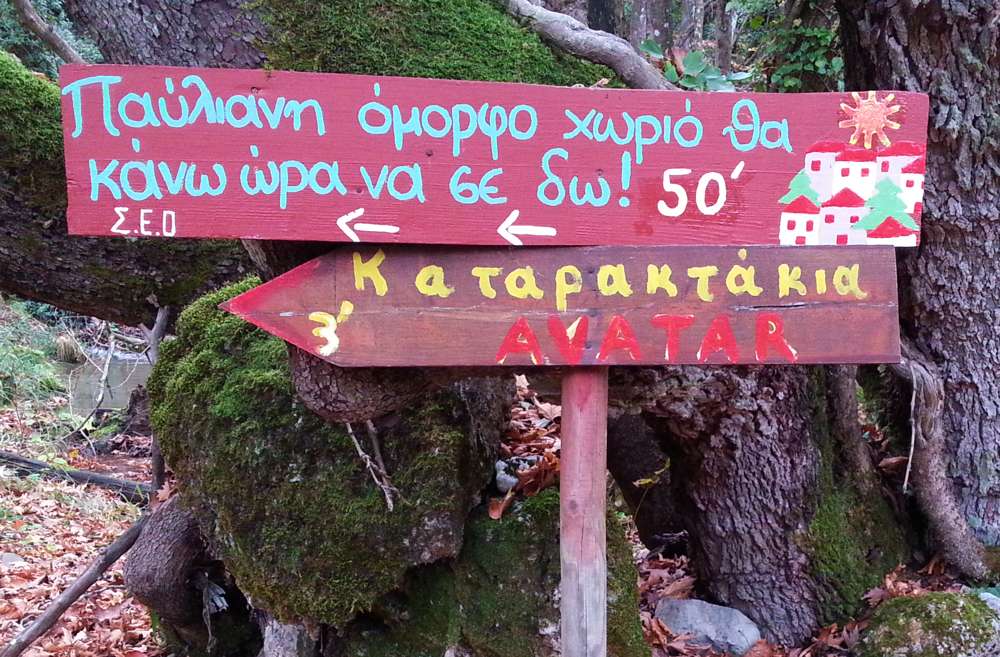 Παύλιανη όμορφο χωριό θα
κάνω ώρα να σε δω! 50'
Σ.Ε.Ο
Καταρακτάκια
3'
AVATAR